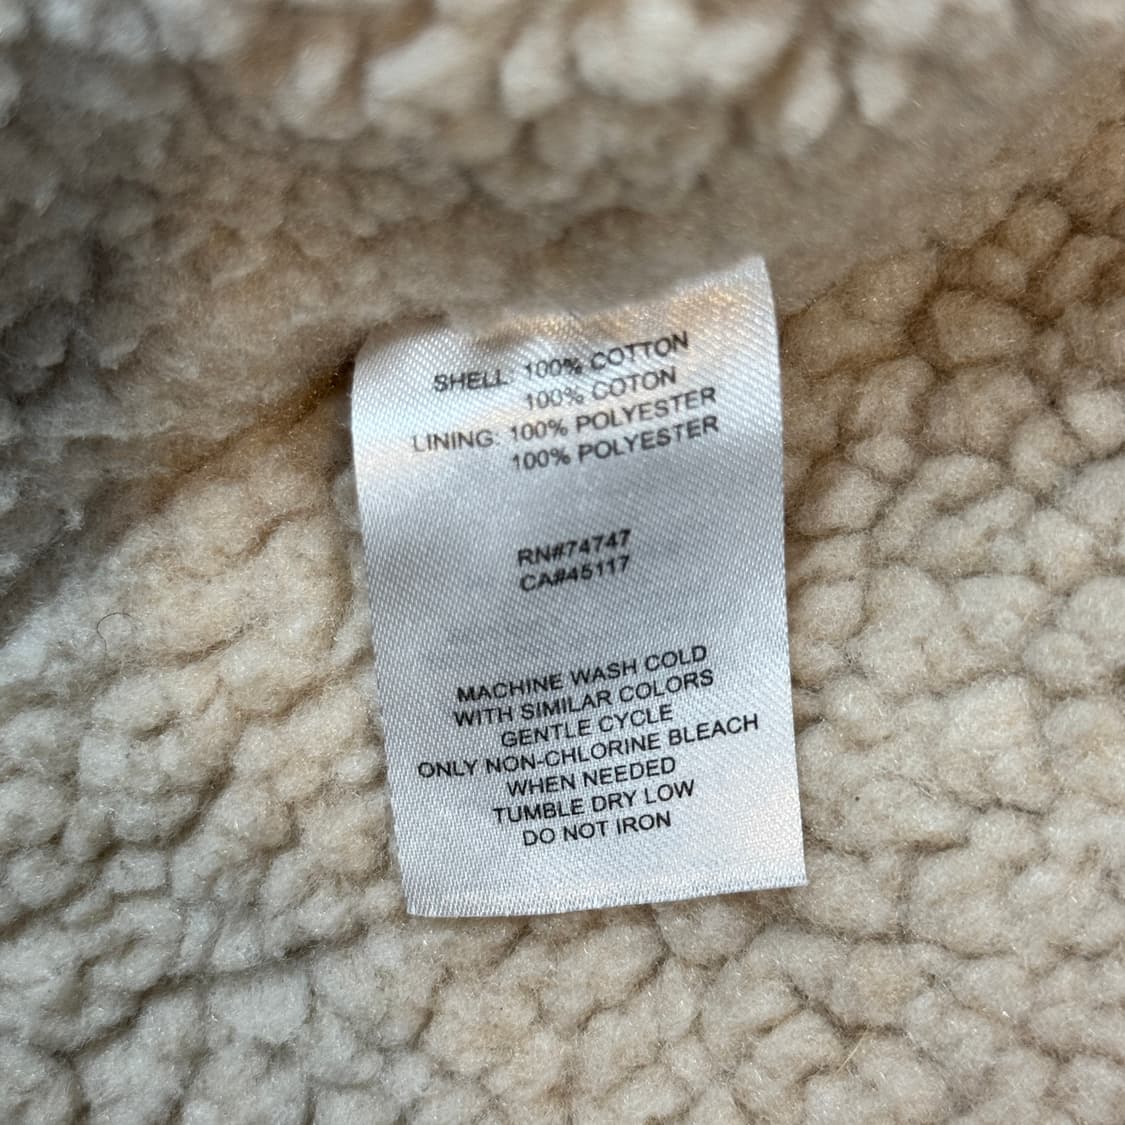 SHELL: 100% COTTON
100% COTON
LINING: 100% POLYESTER
100% POLYESTER
RN#74747
CA#45117
MACHINE WASH COLD
WITH SIMILAR COLORS
GENTLE CYCLE
ONLY NON-CHLORINE BLEACH
WHEN NEEDED
TUMBLE DRY LOW
DO NOT IRON